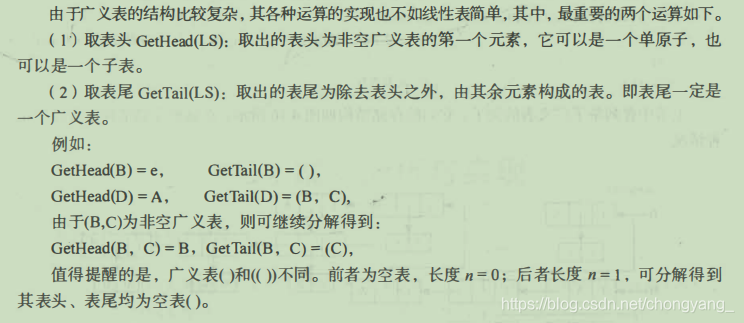 由于广义表的结构比较复杂，其各种运算的实现也不如线性表简单，其中，最重要的两个运算如下。
（1）取表头 GetHead(LS)：取出的表头为非空广义表的第一个元素，它可以是一个单原子，也
可以是一个子表。
（2）取表尾 GetTail(LS)：取出的表尾为除去表头之外，由其余元素构成的表。即表尾一定是
一个广义表。
例如：
GetHead(B) = e， GetTail(B) = ( )，
GetHead(D) = A， GetTail(D) = (B，C)，
由于(B,C)为非空广义表，则可继续分解得到：
GetHead(B，C) = B，GetTail(B，C) = (C)，
值得提醒的是，广义表( )和(( ))不同。前者为空表，长度 n = 0；后者长度 n = 1，可分解得到
其表头、表尾均为空表( )。
https://blog.csdn.net/chongyang_